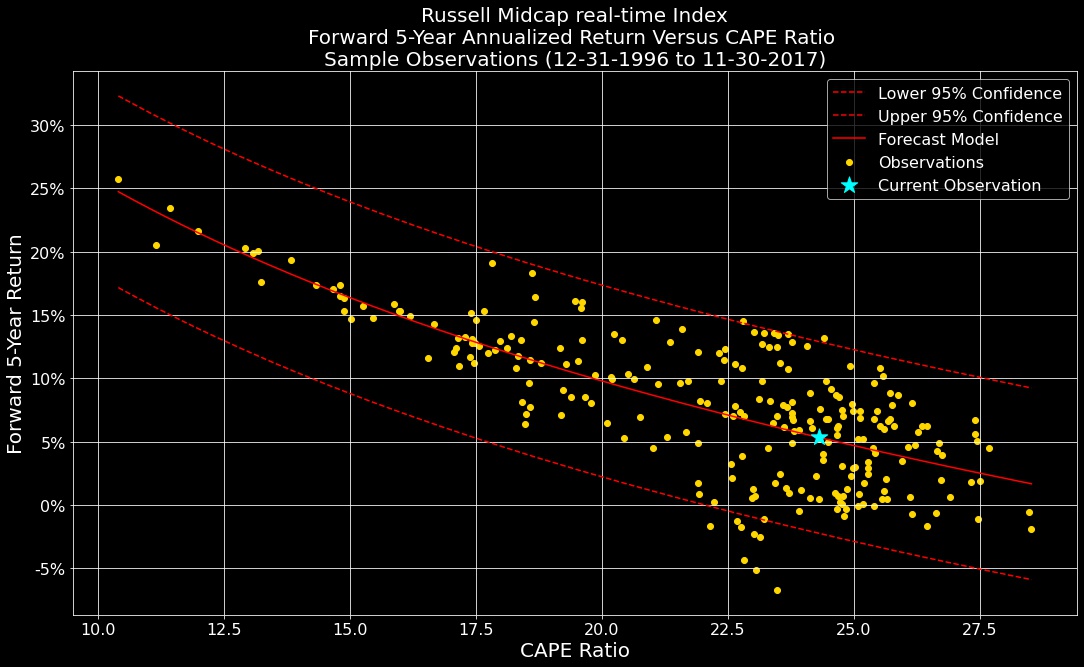 Russell Midcap real-time Index
Forward 5-Year Annualized Return Versus CAPE Ratio
Sample Observations (12-31-1996 to 11-30-2017)
Lower 95% Confidence
Upper 95% Confidence
Forecast Model
Observations
Current Observation
Forward 5-Year Return
30%
25%
20%
15%
10%
5%
0%
-5%
10.0 12.5 15.0 17.5 20.0 22.5 25.0 27.5
CAPE Ratio